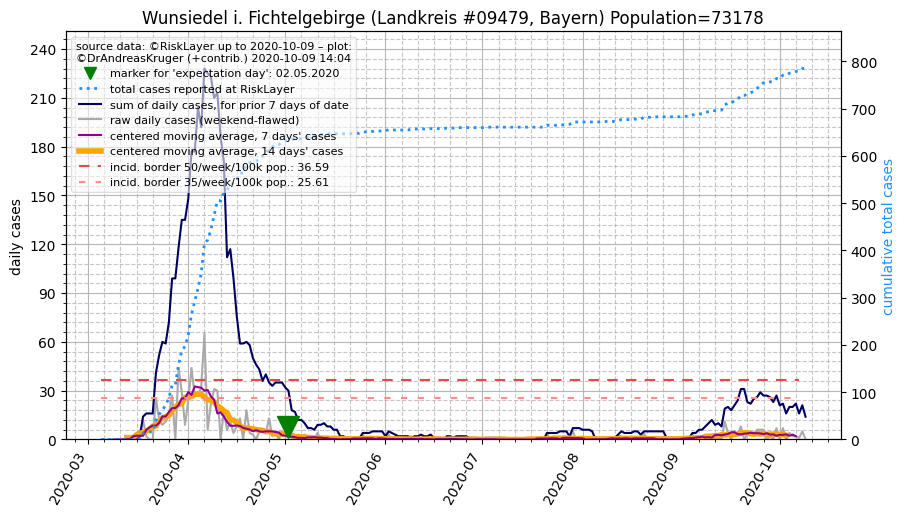 Wunsiedel i. Fichtelgebirge (Landkreis #09479, Bayern) Population=73178
source data: ©RiskLayer up to 2020-10-09 – plot:
©DrAndreasKruger (+contrib.) 2020-10-09 14:04
marker for 'expectation day': 02.05.2020
total cases reported at RiskLayer
sum of daily cases, for prior 7 days of date
raw daily cases (weekend-flawed)
centered moving average, 7 days' cases
centered moving average, 14 days' cases
incid. border 50/week/100k pop.: 36.59
incid. border 35/week/100k pop.: 25.61
daily cases
240
210
180
150
120
90
60
30
0
cumulative total cases
800
700
600
500
400
300
200
100
0
2020-03
2020-04
2020-05
2020-06
2020-07
2020-08
2020-09
2020-10